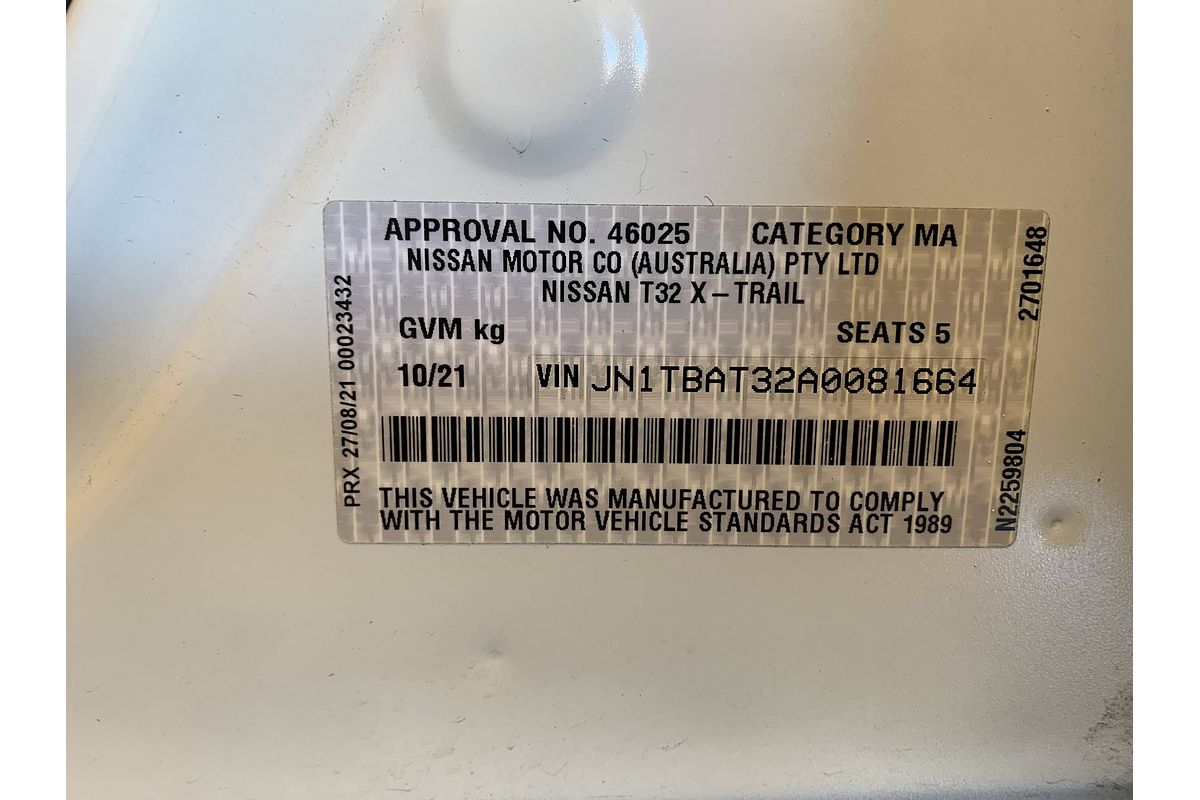 APPROVAL NO. 46025 CATEGORY MA
NISSAN MOTOR CO (AUSTRALIA) PTY LTD
NISSAN T32 X-TRAIL
GVM kg SEATS 5
10/21 VIN JN1TBAT32A0081664
THIS VEHICLE WAS MANUFACTURED TO COMPLY
WITH THE MOTOR VEHICLE STANDARDS ACT 1989
PRX 27/08/21 00023432
2701648
N2259804